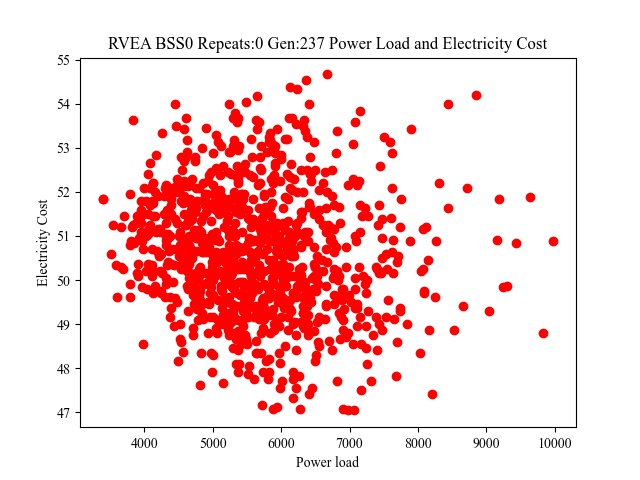 RVEA BSS0 Repeats:0 Gen:237 Power Load and Electricity Cost
55
54
53
52
51
50
49
48
47
Electricity Cost
4000 5000 6000 7000 8000 9000 10000
Power load